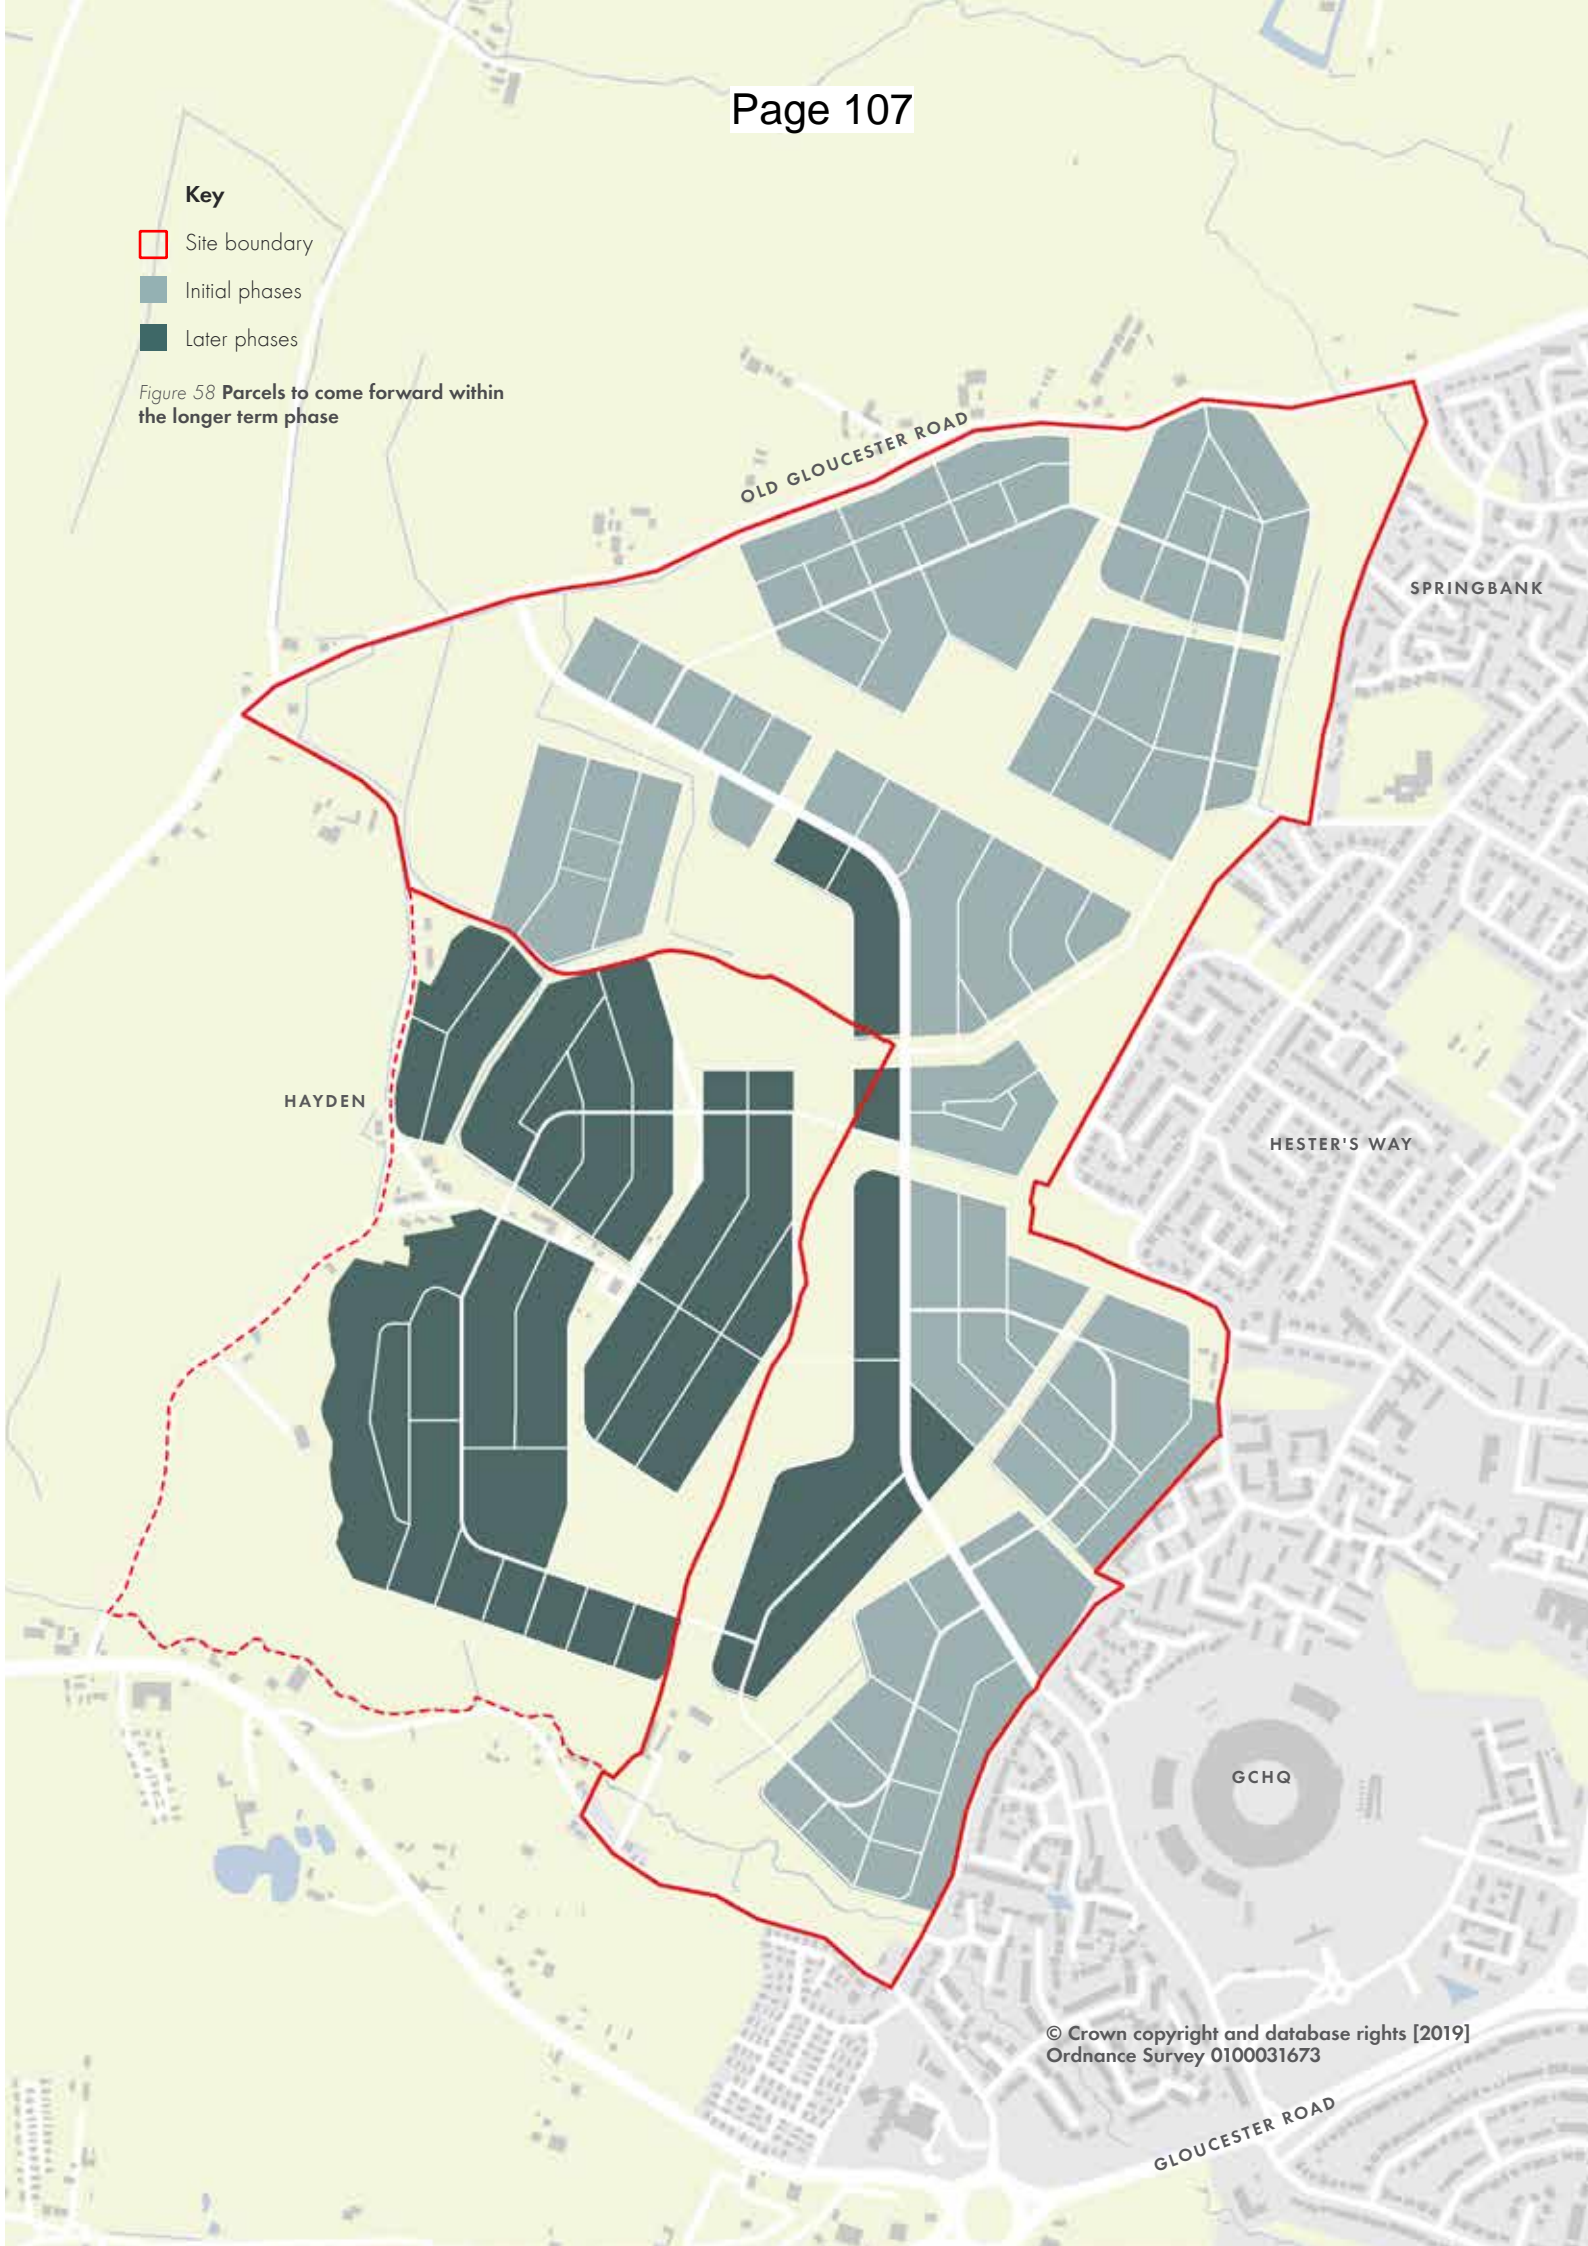 Page 107
Key
Site boundary
Initial phases
Later phases
Figure 58 Parcels to come forward within
the longer term phase
OLD GLOUCESTER ROAD
SPRINGBANK
HAYDEN
HESTER'S WAY
GCHQ
© Crown copyright and database rights [2019]
Ordnance Survey 0100031673
GLOUCESTER ROAD